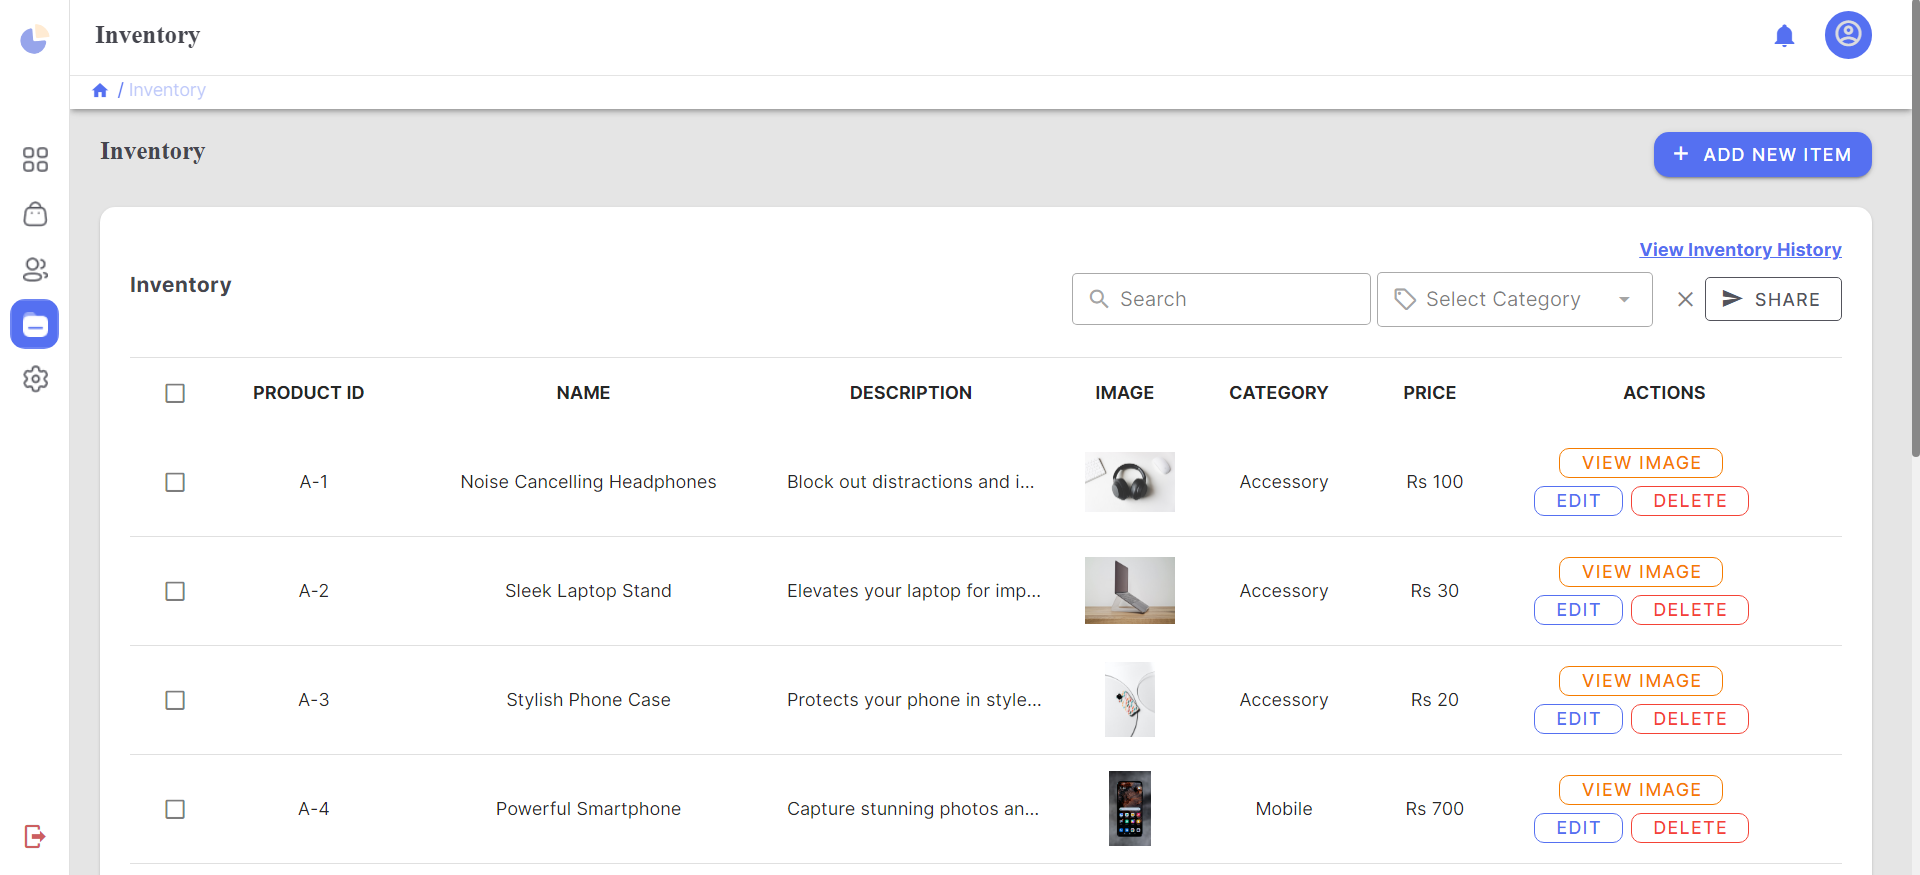 Inventory
/ Inventory
Inventory
+ ADD NEW ITEM
View Inventory History
Inventory
Search
Select Category
SHARE
PRODUCT ID NAME DESCRIPTION IMAGE CATEGORY PRICE ACTIONS
A-1 Noise Cancelling Headphones Block out distractions and i... Accessory Rs 100 VIEW IMAGE
EDIT DELETE
A-2 Sleek Laptop Stand Elevates your laptop for imp... Accessory Rs 30 VIEW IMAGE
EDIT DELETE
A-3 Stylish Phone Case Protects your phone in style... Accessory Rs 20 VIEW IMAGE
EDIT DELETE
A-4 Powerful Smartphone Capture stunning photos an... Mobile Rs 700 VIEW IMAGE
EDIT DELETE